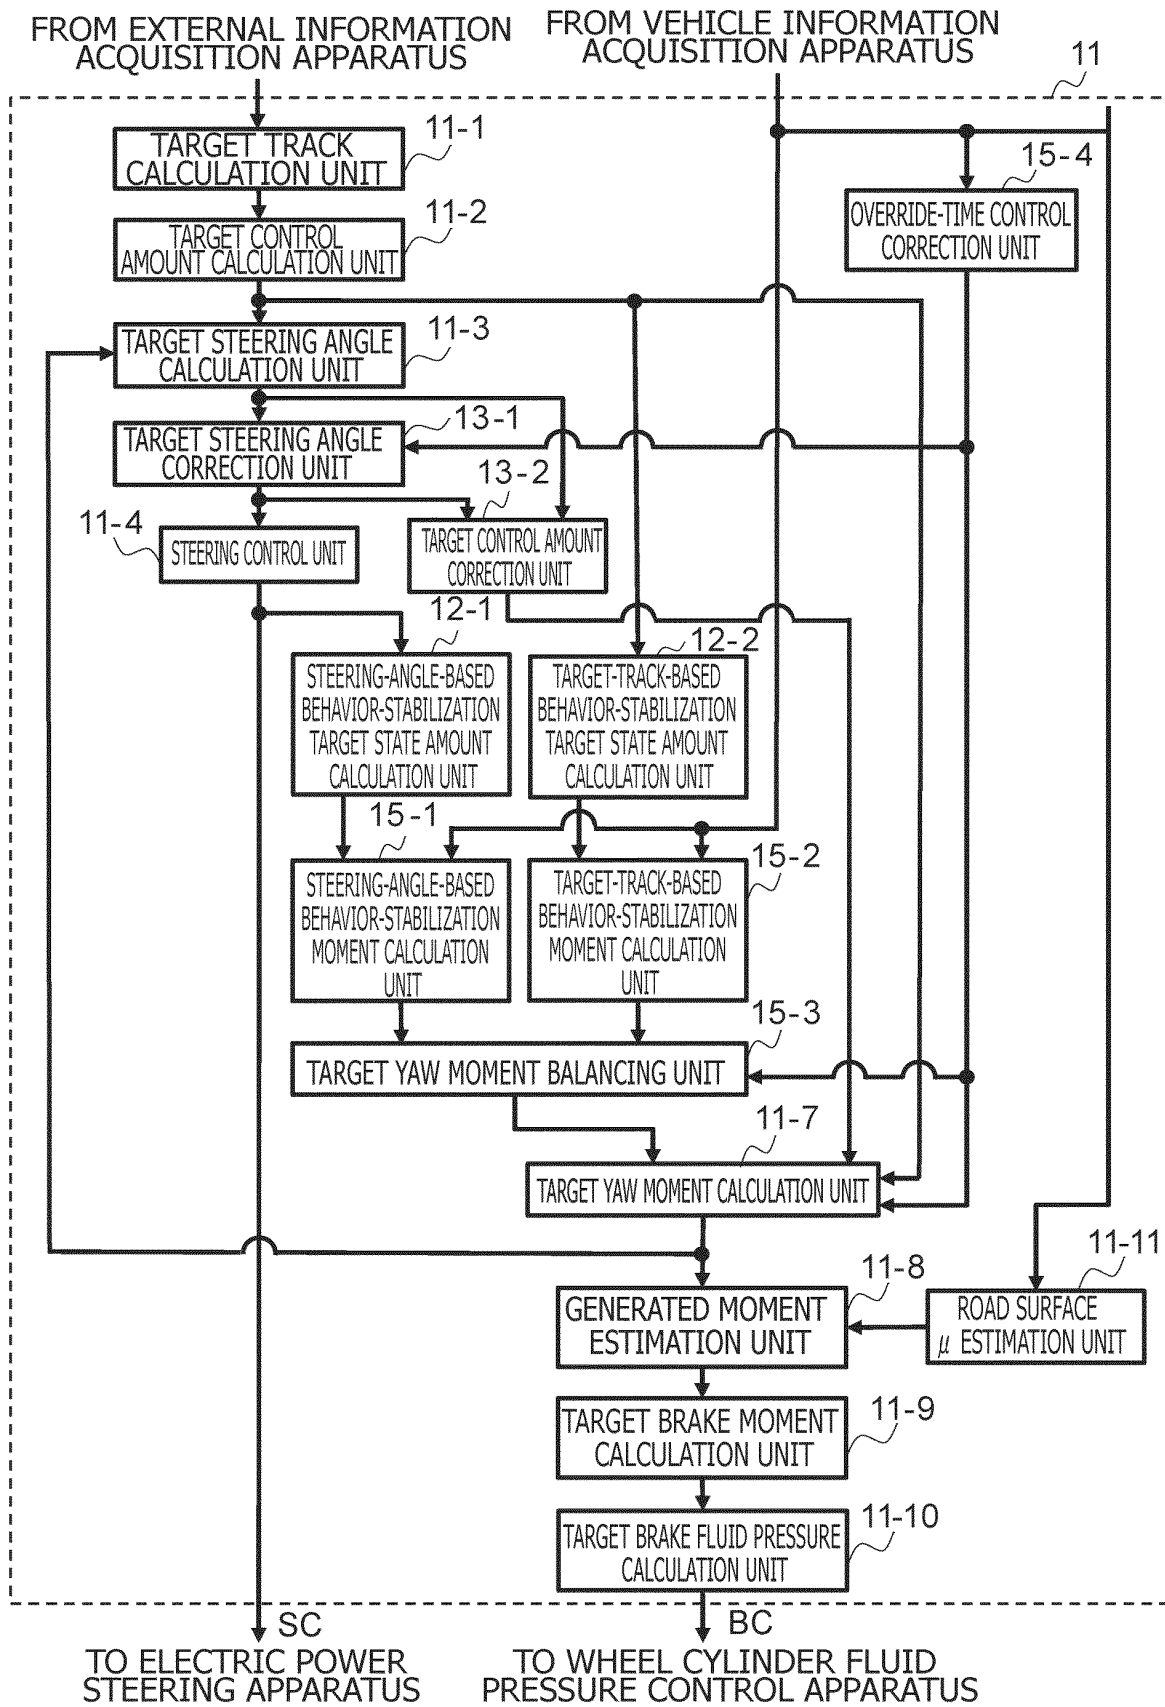 FROM EXTERNAL INFORMATION
ACQUISITION APPARATUS
FROM VEHICLE INFORMATION
ACQUISITION APPARATUS
11
11-1
TARGET TRACK
CALCULATION UNIT
15-4
OVERRIDE-TIME CONTROL
CORRECTION UNIT
11-2
TARGET CONTROL
AMOUNT CALCULATION UNIT
11-3
TARGET STEERING ANGLE
CALCULATION UNIT
13-1
TARGET STEERING ANGLE
CORRECTION UNIT
13-2
TARGET CONTROL AMOUNT
CORRECTION UNIT
11-4
STEERING CONTROL UNIT
12-1
STEERING-ANGLE-BASED
BEHAVIOR-STABILIZATION
TARGET STATE AMOUNT
CALCULATION UNIT
12-2
TARGET-TRACK-BASED
BEHAVIOR-STABILIZATION
TARGET STATE AMOUNT
CALCULATION UNIT
15-1
STEERING-ANGLE-BASED
BEHAVIOR-STABILIZATION
MOMENT CALCULATION
UNIT
15-2
TARGET-TRACK-BASED
BEHAVIOR-STABILIZATION
MOMENT CALCULATION
UNIT
15-3
TARGET YAW MOMENT BALANCING UNIT
11-7
TARGET YAW MOMENT CALCULATION UNIT
11-8
GENERATED MOMENT
ESTIMATION UNIT
11-11
ROAD SURFACE
μ ESTIMATION UNIT
11-9
TARGET BRAKE MOMENT
CALCULATION UNIT
11-10
TARGET BRAKE FLUID PRESSURE
CALCULATION UNIT
SC
TO ELECTRIC POWER
STEERING APPARATUS
BC
TO WHEEL CYLINDER FLUID
PRESSURE CONTROL APPARATUS